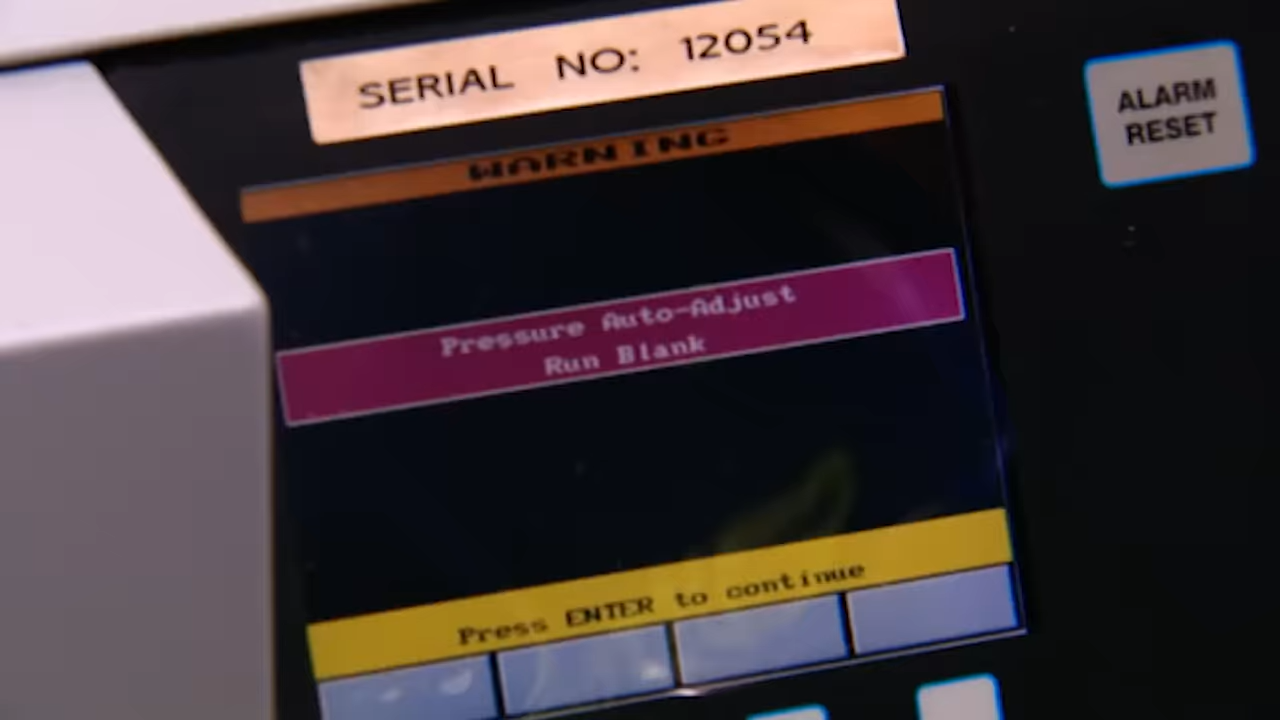 SERIAL NO: 12054
WARNING
ALARM
RESET
Pressure Auto-Adjust
Run Blank
Press ENTER to continue